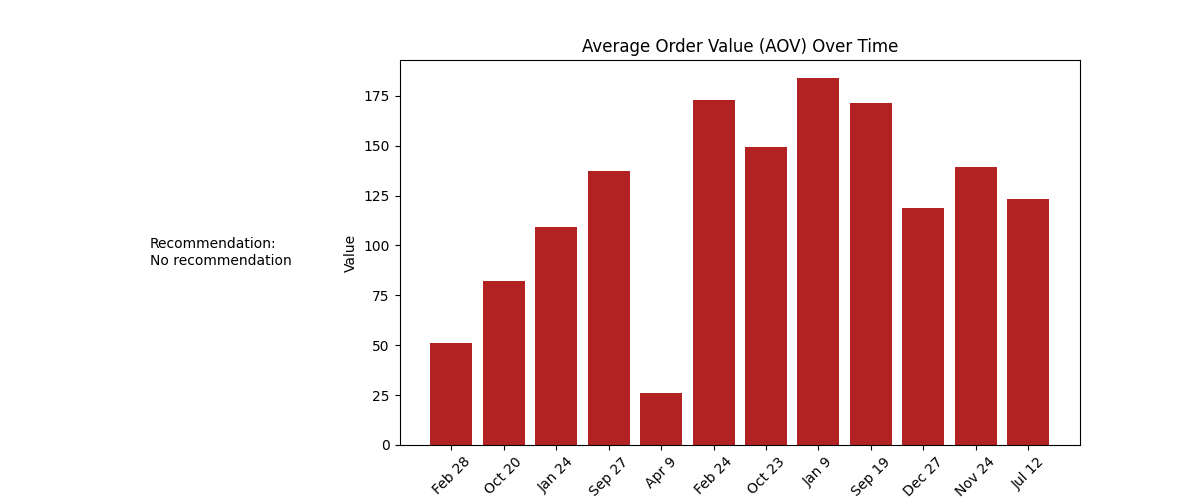 Average Order Value (AOV) Over Time
175
150
125
100
75
50
25
0
Value
Recommendation:
No recommendation
Feb 28
Oct 20
Jan 24
Sep 27
Apr 9
Feb 24
Oct 23
Jan 9
Sep 19
Dec 27
Nov 24
Jul 12